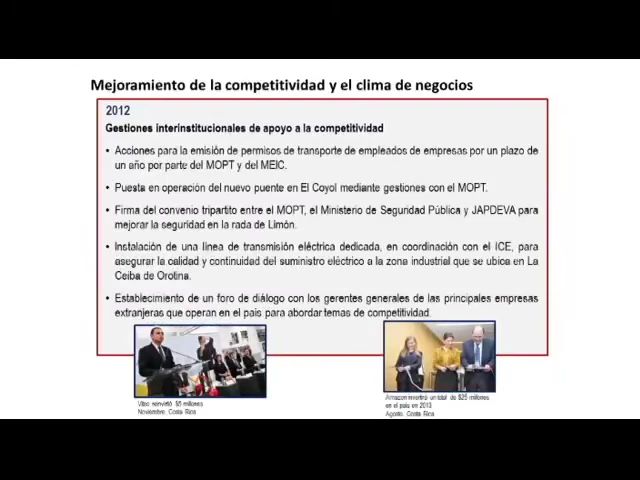 Mejoramiento de la competitividad y el clima de negocios
2012
Gestiones interinstitucionales de apoyo a la competitividad
• Acciones para la emisión de permisos de transporte de empleados de empresas por un plazo de
un año por parte del MOPT y del MEIC.
• Puesta en operación del nuevo puente en El Coyol mediante gestiones con el MOPT.
• Firma del convenio tripartito entre el MOPT, el Ministerio de Seguridad Pública y JAPDEVA para
mejorar la seguridad en la rada de Limón.
• Instalación de una línea de transmisión eléctrica dedicada, en coordinación con el ICE, para
asegurar la calidad y continuidad del suministro eléctrico a la zona industrial que se ubica en La
Ceiba de Orotina.
• Establecimiento de un foro de diálogo con los gerentes generales de las principales empresas
extranjeras que operan en el país para abordar temas de competitividad.
$5 millones
Noviembre, Costa Rica
Amazon invertirá un total de $25 millones
en el país en 2013
Agosto, Costa Rica